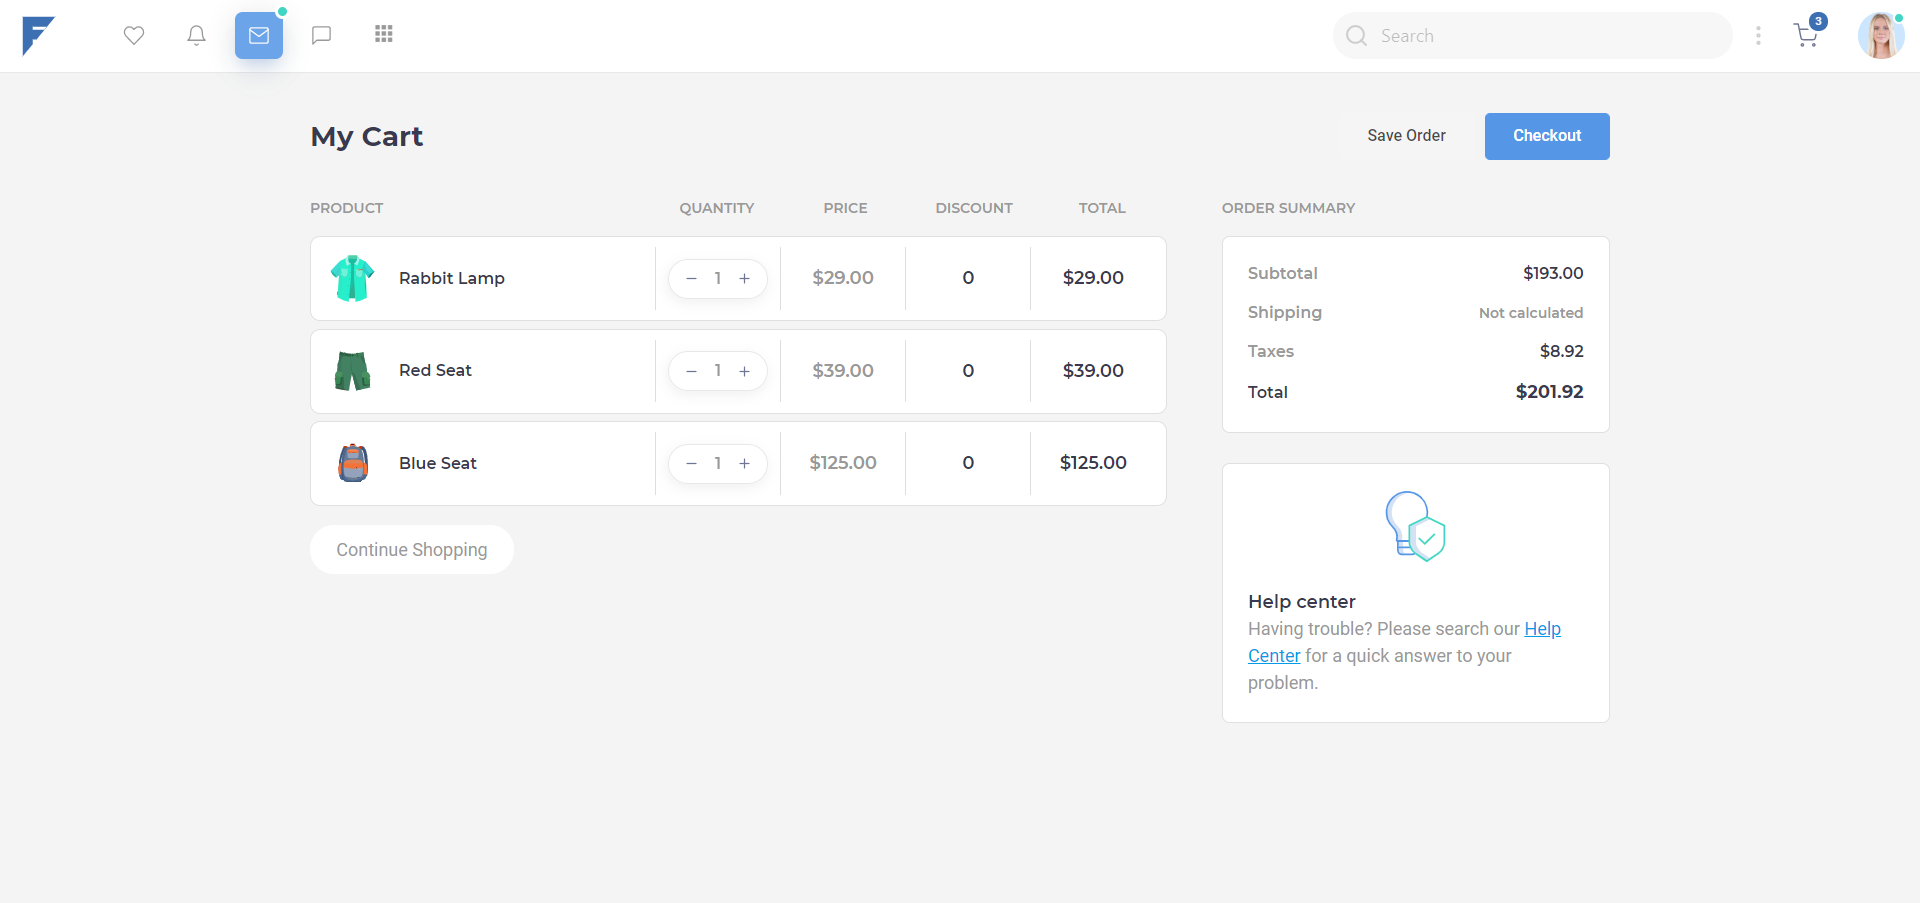 Search
3
My Cart
Save Order
Checkout
PRODUCT QUANTITY PRICE DISCOUNT TOTAL
Rabbit Lamp − 1 + $29.00 0 $29.00
Red Seat − 1 + $39.00 0 $39.00
Blue Seat − 1 + $125.00 0 $125.00
Continue Shopping
ORDER SUMMARY
Subtotal $193.00
Shipping Not calculated
Taxes $8.92
Total $201.92
Help center
Having trouble? Please search our Help
Center for a quick answer to your
problem.